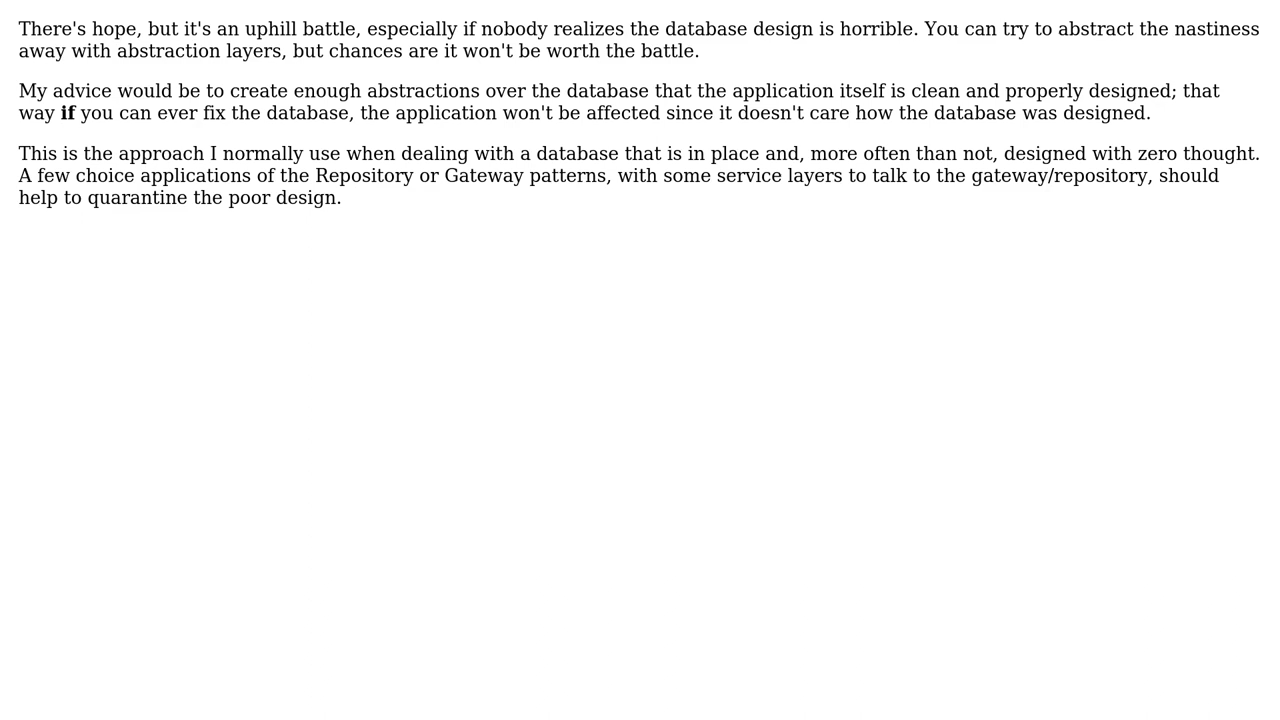 There's hope, but it's an uphill battle, especially if nobody realizes the database design is horrible. You can try to abstract the nastiness
away with abstraction layers, but chances are it won't be worth the battle.
My advice would be to create enough abstractions over the database that the application itself is clean and properly designed; that
way if you can ever fix the database, the application won't be affected since it doesn't care how the database was designed.
This is the approach I normally use when dealing with a database that is in place and, more often than not, designed with zero thought.
A few choice applications of the Repository or Gateway patterns, with some service layers to talk to the gateway/repository, should
help to quarantine the poor design.